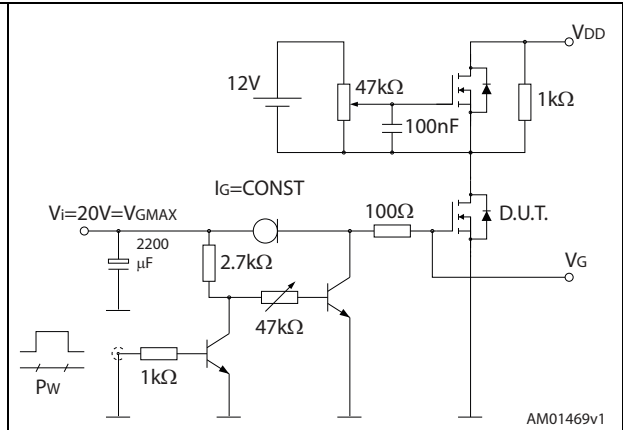 VDD
12V
47kΩ
1kΩ
100nF
IG=CONST
Vi=20V=VGMAX
100Ω
D.U.T.
2200
μF
2.7kΩ
VG
47kΩ
1kΩ
PW
AM01469v1